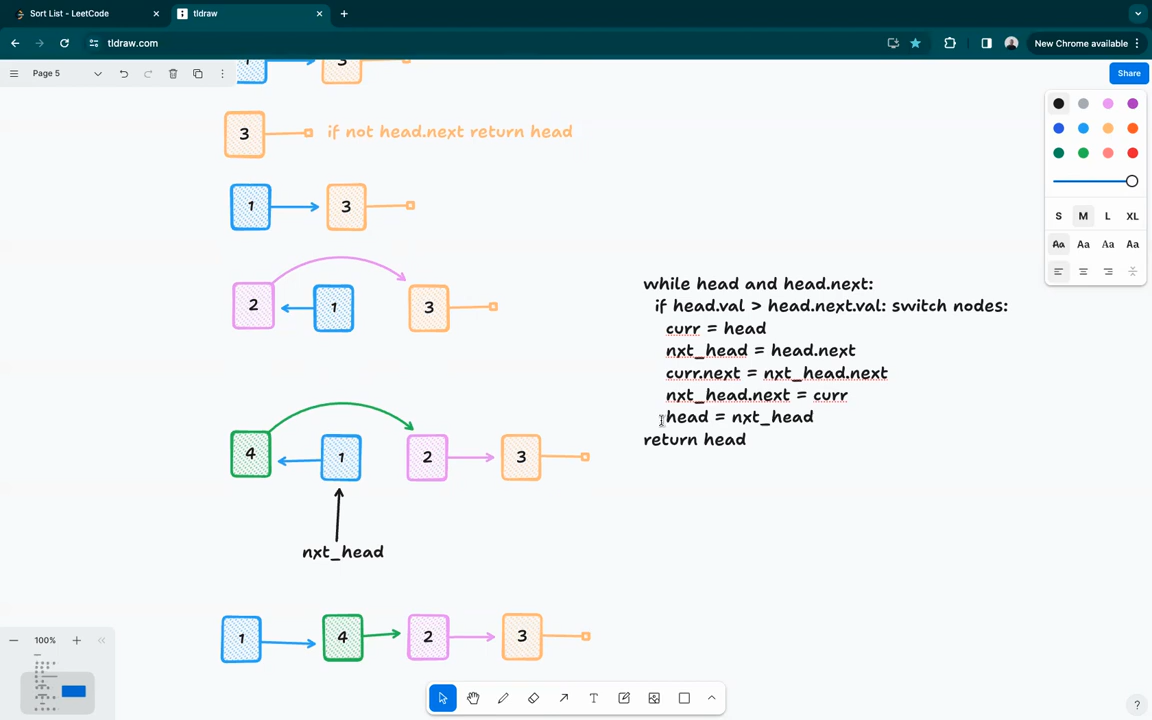 Sort List - LeetCode
tldraw
tldraw.com
New Chrome available
Page 5
Share
1 3
3 if not head.next return head
1 3
2 1 3
while head and head.next:
if head.val > head.next.val: switch nodes:
curr = head
nxt_head = head.next
curr.next = nxt_head.next
nxt_head.next = curr
head = nxt_head
return head
4 1 2 3
nxt_head
1 4 2 3
S M L XL
Aa Aa Aa Aa
100%
T
?